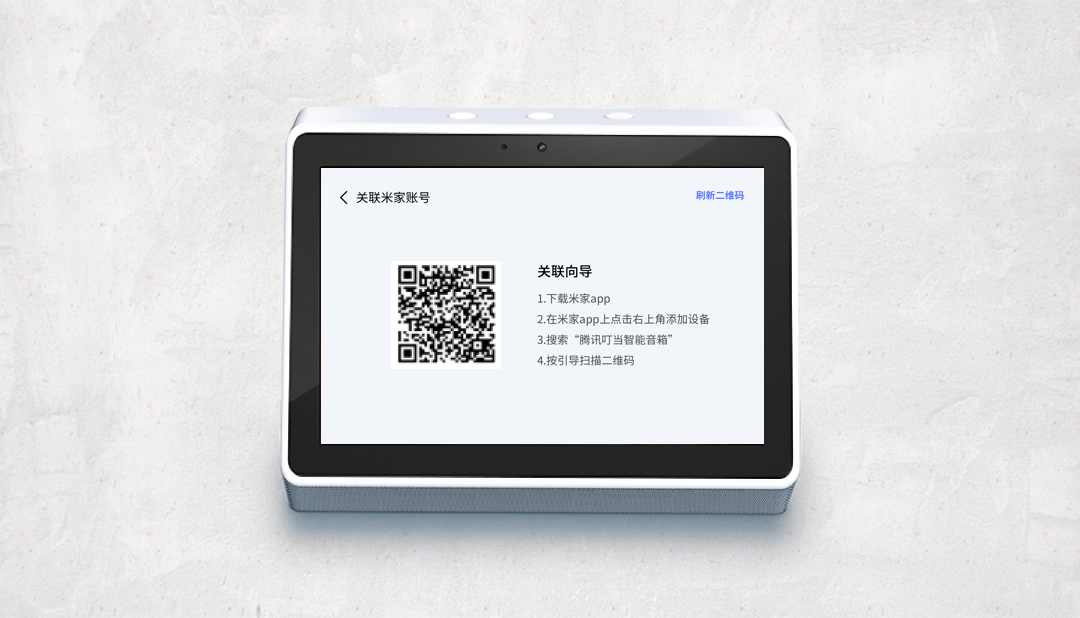 关联米家账号
刷新二维码
关联向导
1.下载米家app
2.在米家app上点击右上角添加设备
3.搜索“腾讯叮当智能音箱”
4.按引导扫描二维码